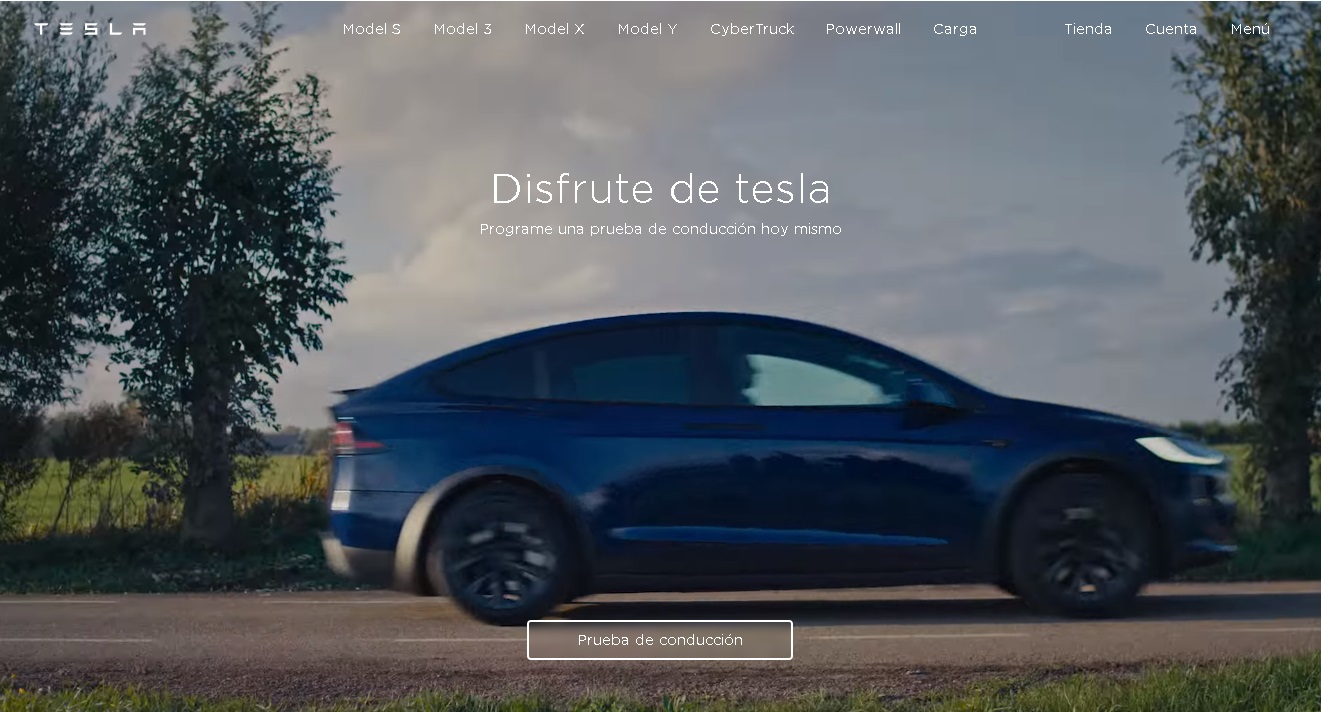 TESLA Model S Model 3 Model X Model Y CyberTruck Powerwall Carga Tienda Cuenta Menú
Disfrute de tesla
Programe una prueba de conducción hoy mismo
Prueba de conducción